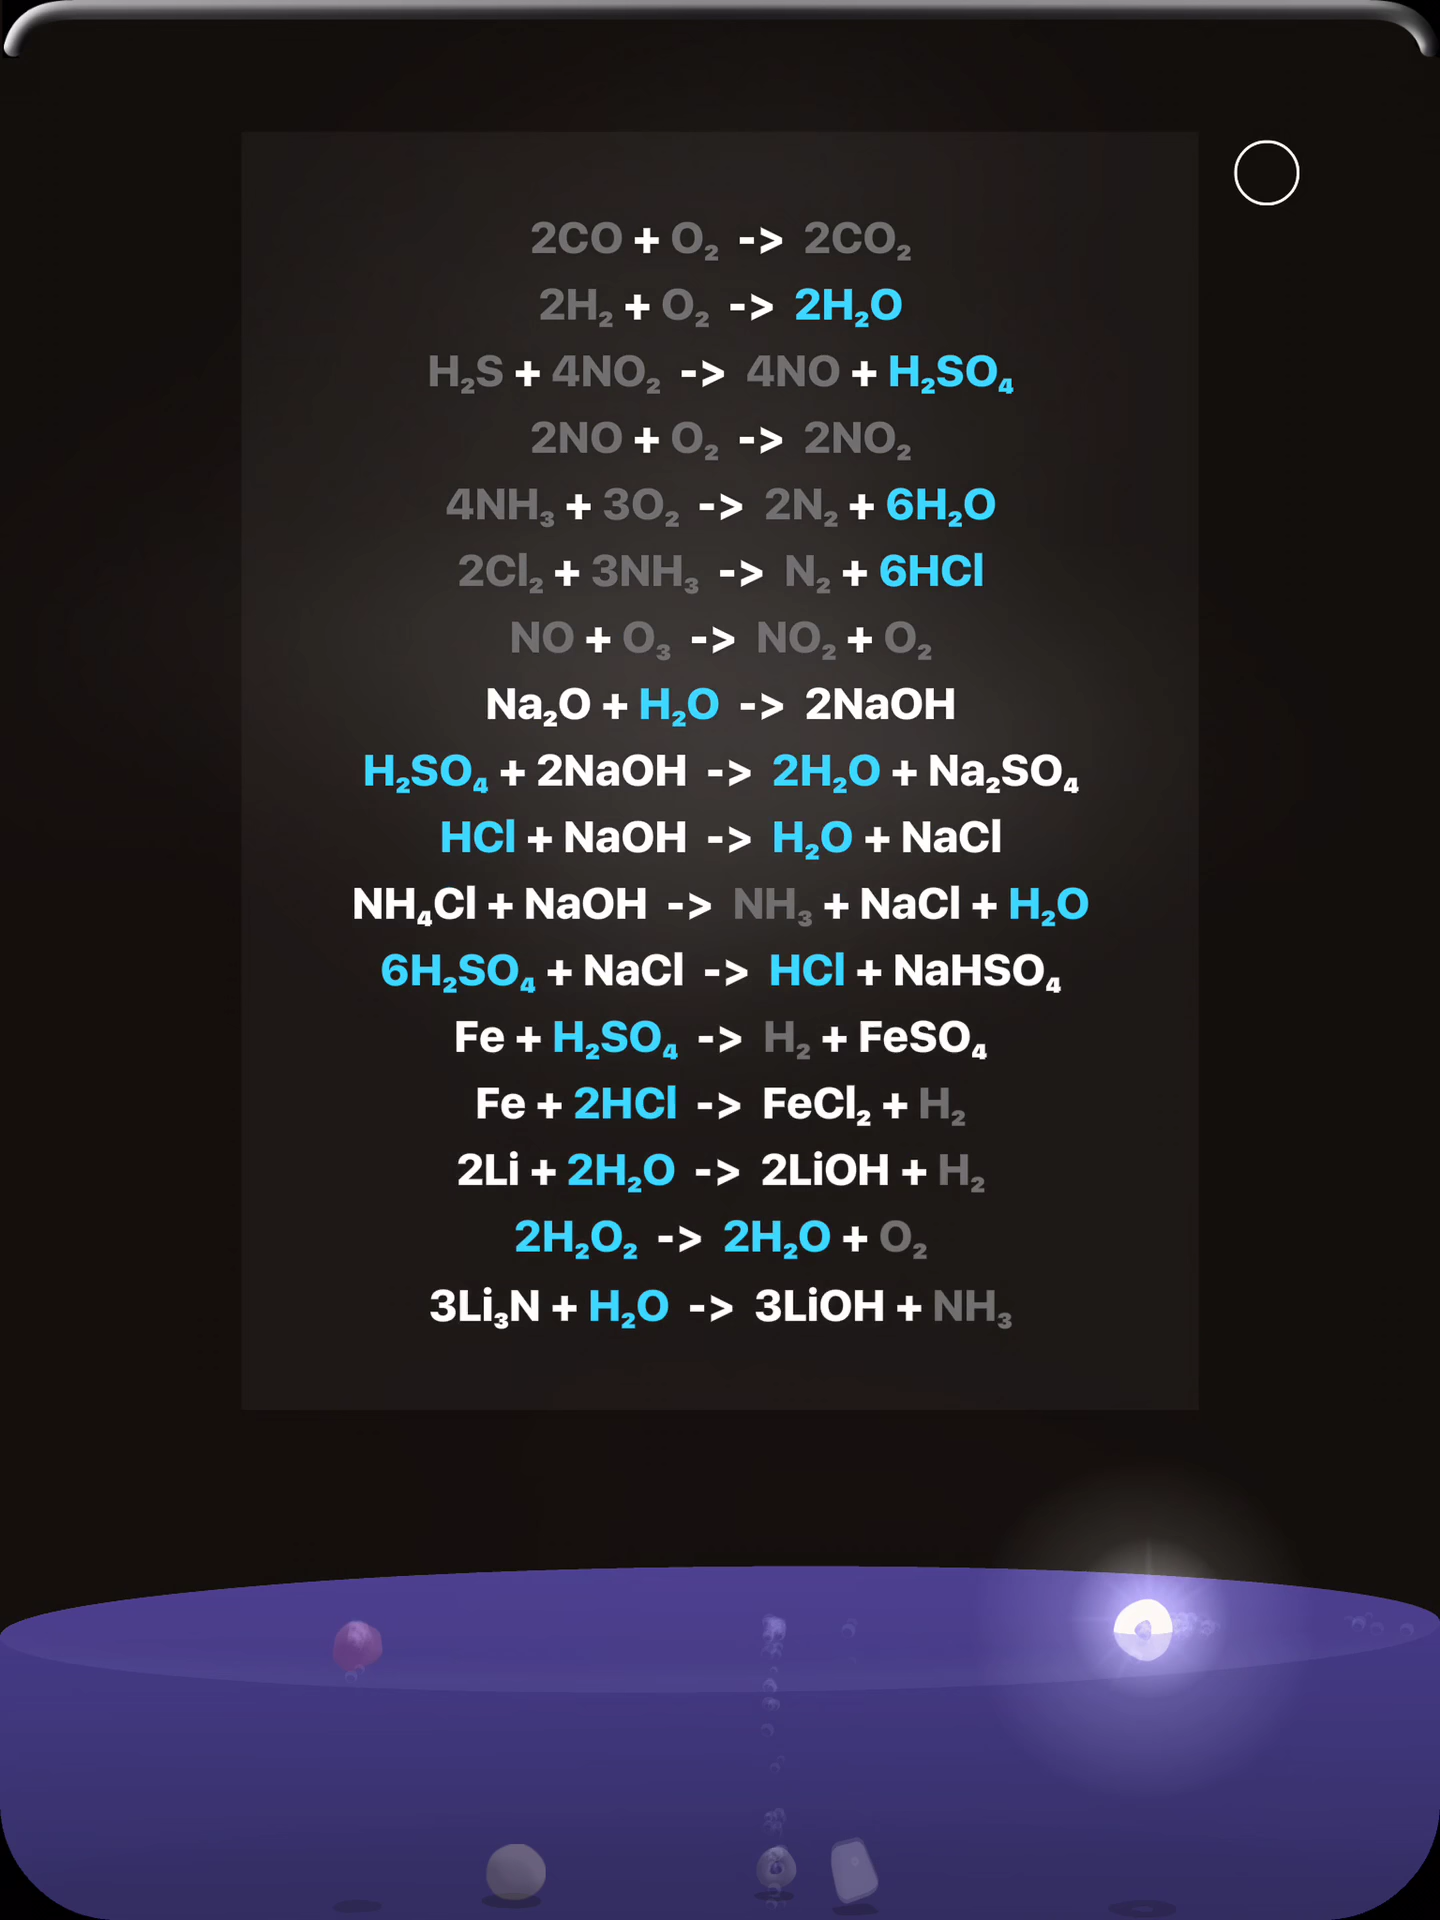 2CO + O₂ -> 2CO₂
2H₂ + O₂ -> 2H₂O
H₂S + 4NO₂ -> 4NO + H₂SO₄
2NO + O₂ -> 2NO₂
4NH₃ + 3O₂ -> 2N₂ + 6H₂O
2Cl₂ + 3NH₃ -> N₂ + 6HCl
NO + O₃ -> NO₂ + O₂
Na₂O + H₂O -> 2NaOH
H₂SO₄ + 2NaOH -> 2H₂O + Na₂SO₄
HCl + NaOH -> H₂O + NaCl
NH₄Cl + NaOH -> NH₃ + NaCl + H₂O
6H₂SO₄ + NaCl -> HCl + NaHSO₄
Fe + H₂SO₄ -> H₂ + FeSO₄
Fe + 2HCl -> FeCl₂ + H₂
2Li + 2H₂O -> 2LiOH + H₂
2H₂O₂ -> 2H₂O + O₂
3Li₃N + H₂O -> 3LiOH + NH₃